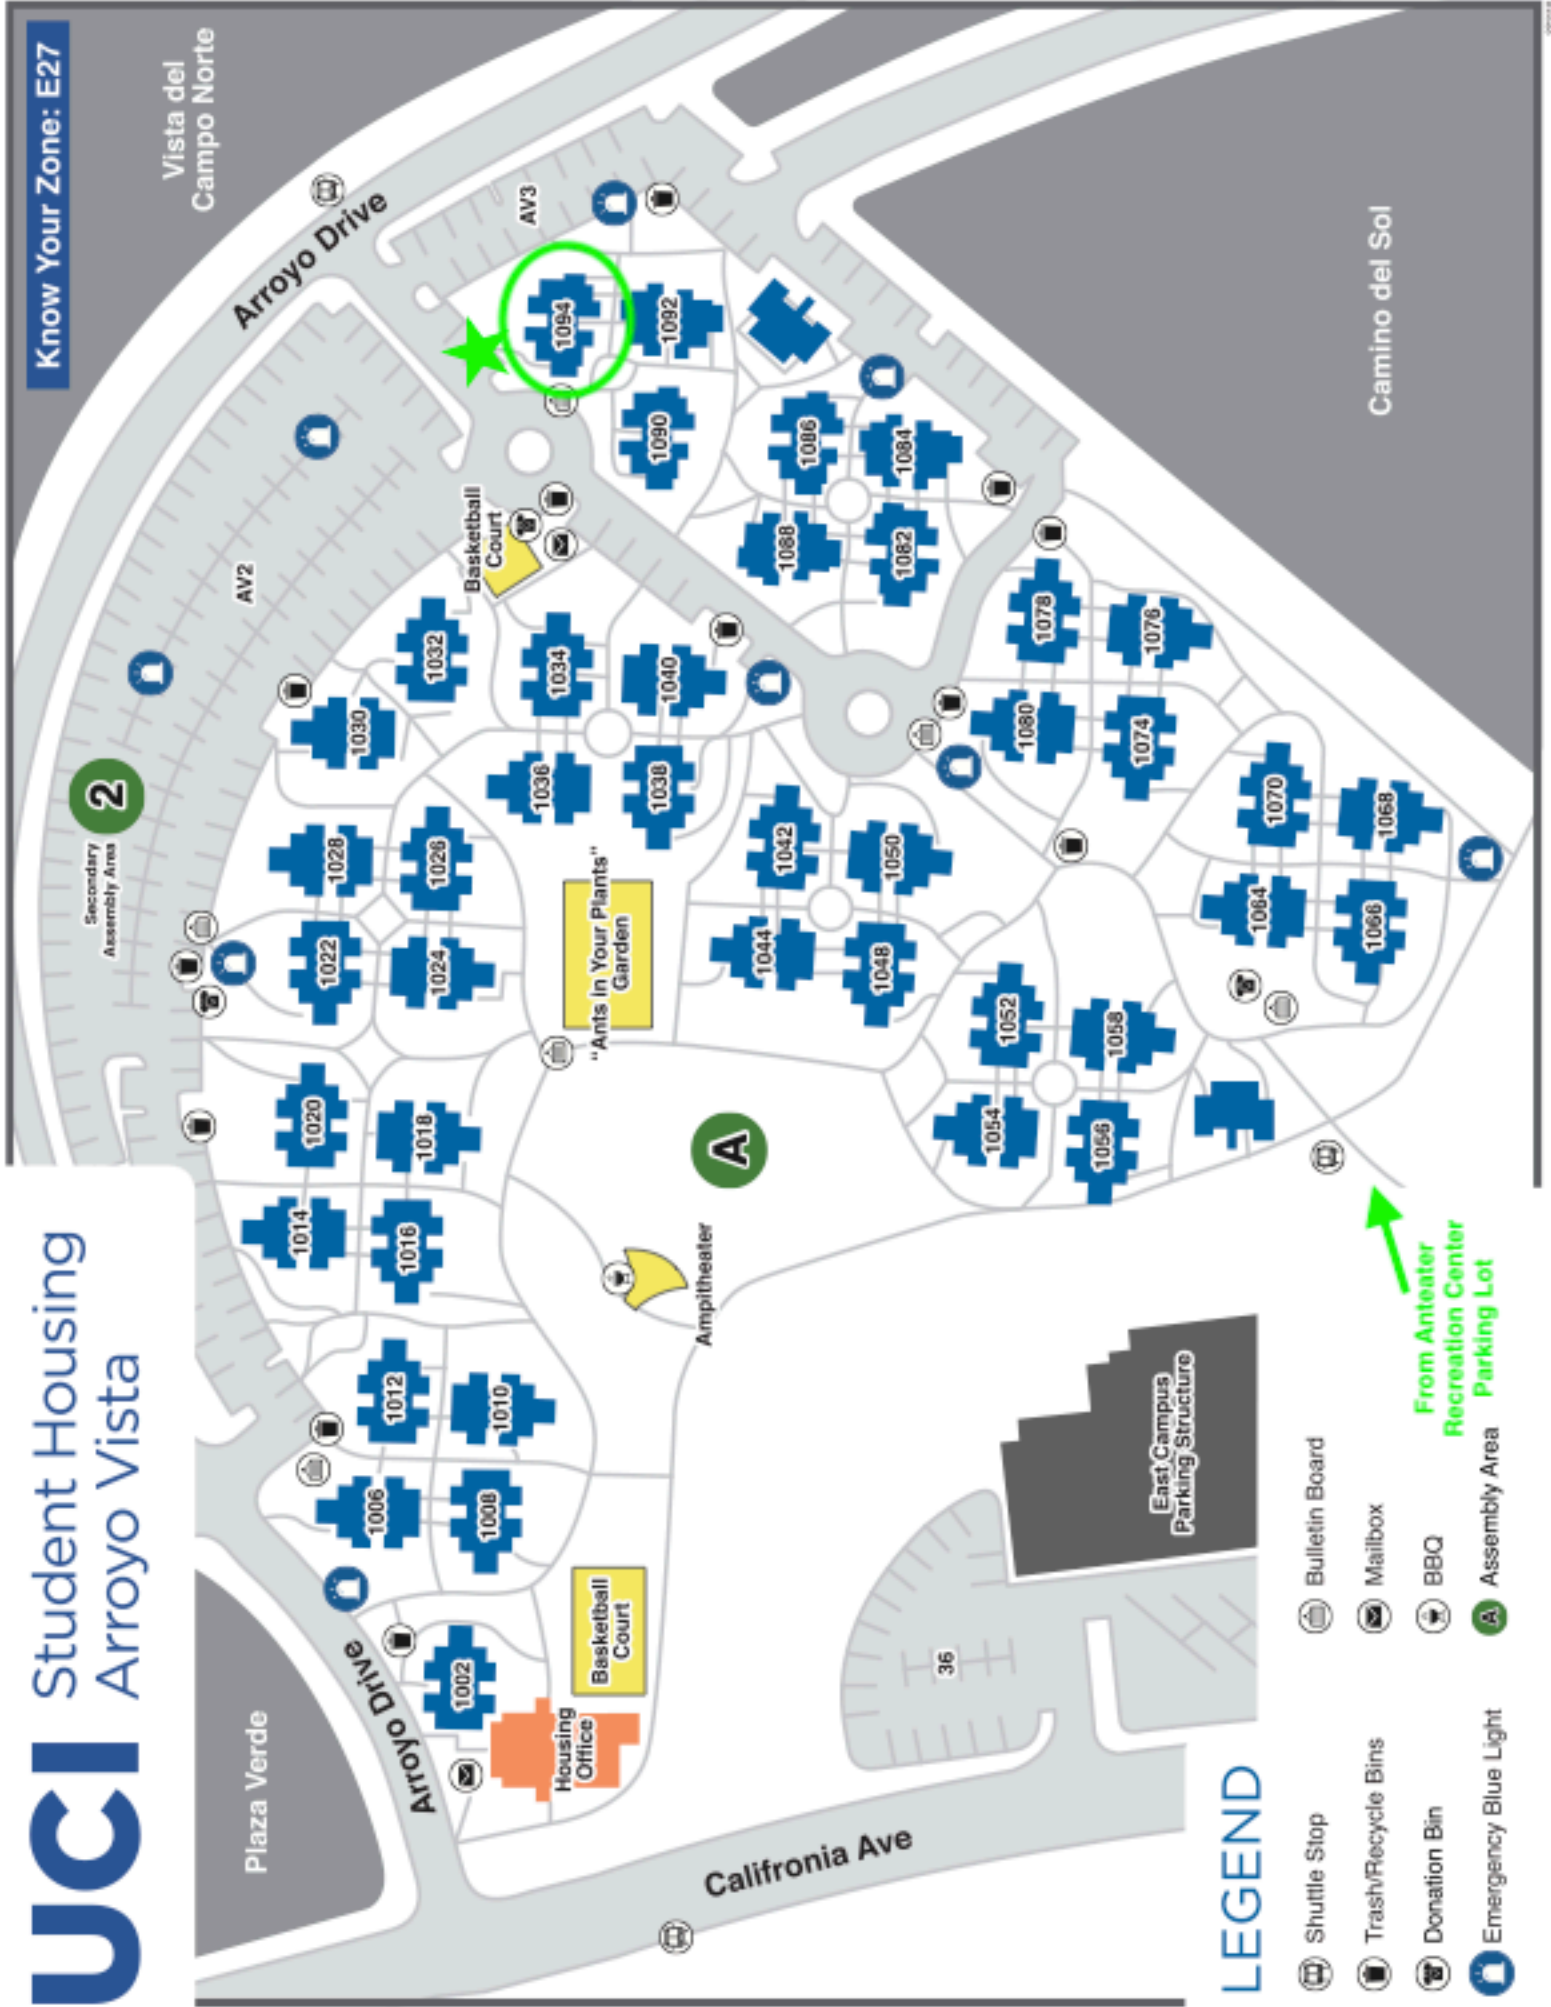 UCI Student Housing
Arroyo Vista
Know Your Zone: E27
Vista del
Campo Norte
Arroyo Drive
Secondary
Assembly Area
2
AV2
AV3
Plaza Verde
Arroyo Drive
1002
1006
1008
1010
1012
1014
1016
1018
1020
1022
1024
1026
1028
1030
1032
1034
1036
1038
1040
1042
1044
1048
1050
1052
1054
1056
1058
1064
1066
1068
1070
1074
1076
1078
1080
1082
1084
1086
1088
1090
1092
1094
Housing
Office
Basketball
Court
Basketball
Court
"Ants in Your Plants"
Garden
Ampitheater
A
Califronia Ave
36
East Campus
Parking Structure
Camino del Sol
From Anteater
Recreation Center
Parking Lot
LEGEND
Shuttle Stop
Trash/Recycle Bins
Donation Bin
Emergency Blue Light
Bulletin Board
Mailbox
BBQ
A Assembly Area